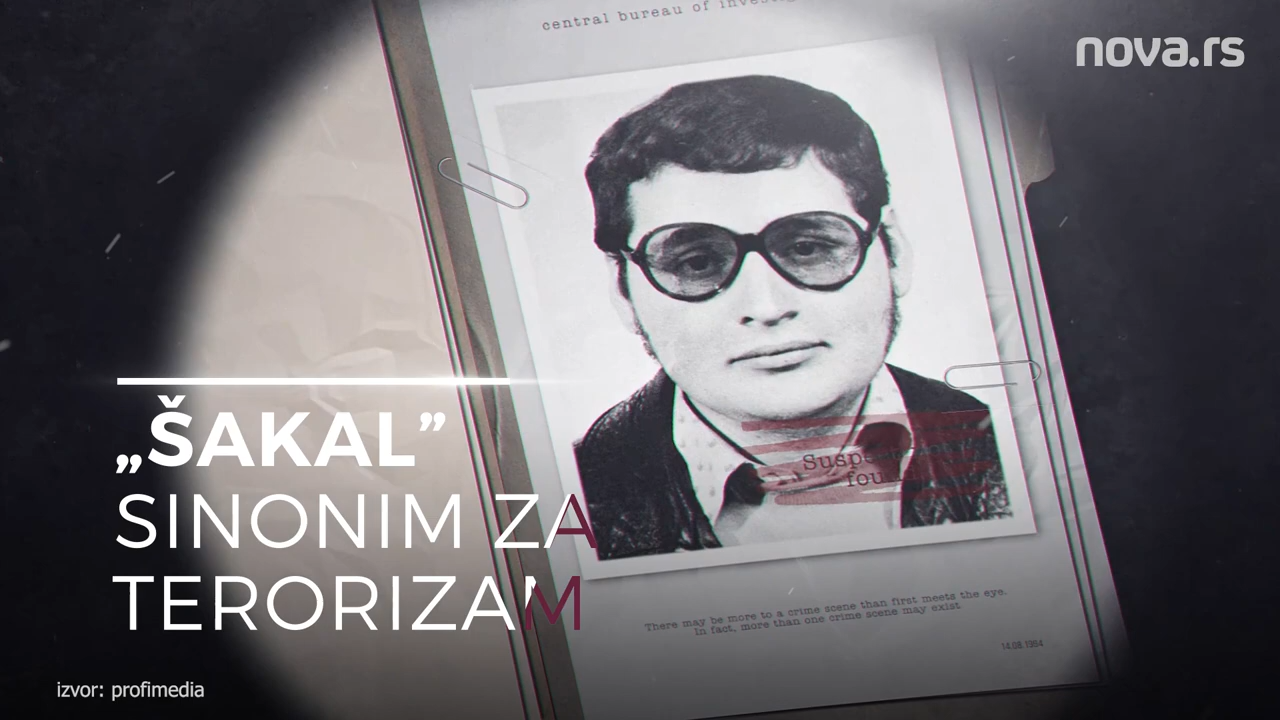 central bureau of
nova.rs
„ŠAKAL”
SINONIM ZA
TERORIZAM
There may be more to a crime scene than first meets the eye.
In fact, more than one crime scene may exist.
14.08.1994
izvor: profimedia